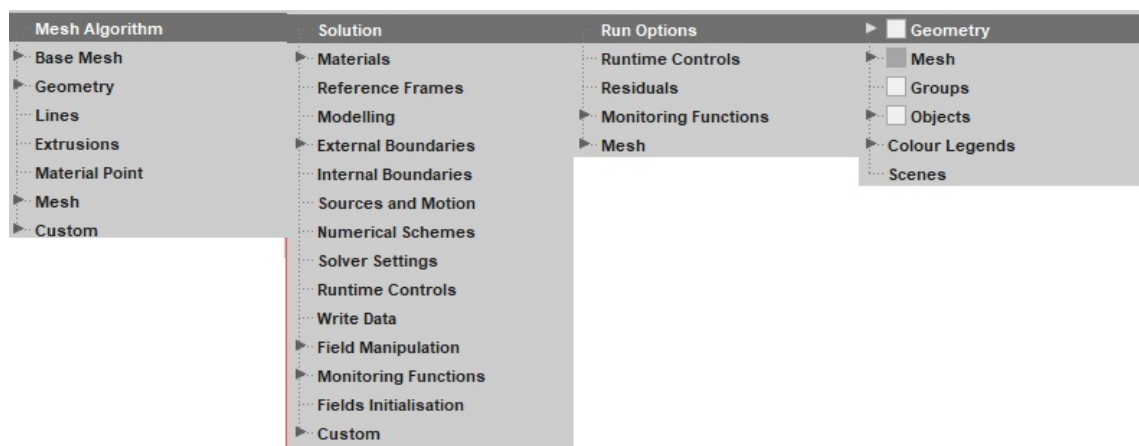 Mesh Algorithm
Base Mesh
Geometry
Lines
Extrusions
Material Point
Mesh
Custom
Solution
Materials
Reference Frames
Modelling
External Boundaries
Internal Boundaries
Sources and Motion
Numerical Schemes
Solver Settings
Runtime Controls
Write Data
Field Manipulation
Monitoring Functions
Fields Initialisation
Custom
Run Options
Runtime Controls
Residuals
Monitoring Functions
Mesh
Geometry
Mesh
Groups
Objects
Colour Legends
Scenes